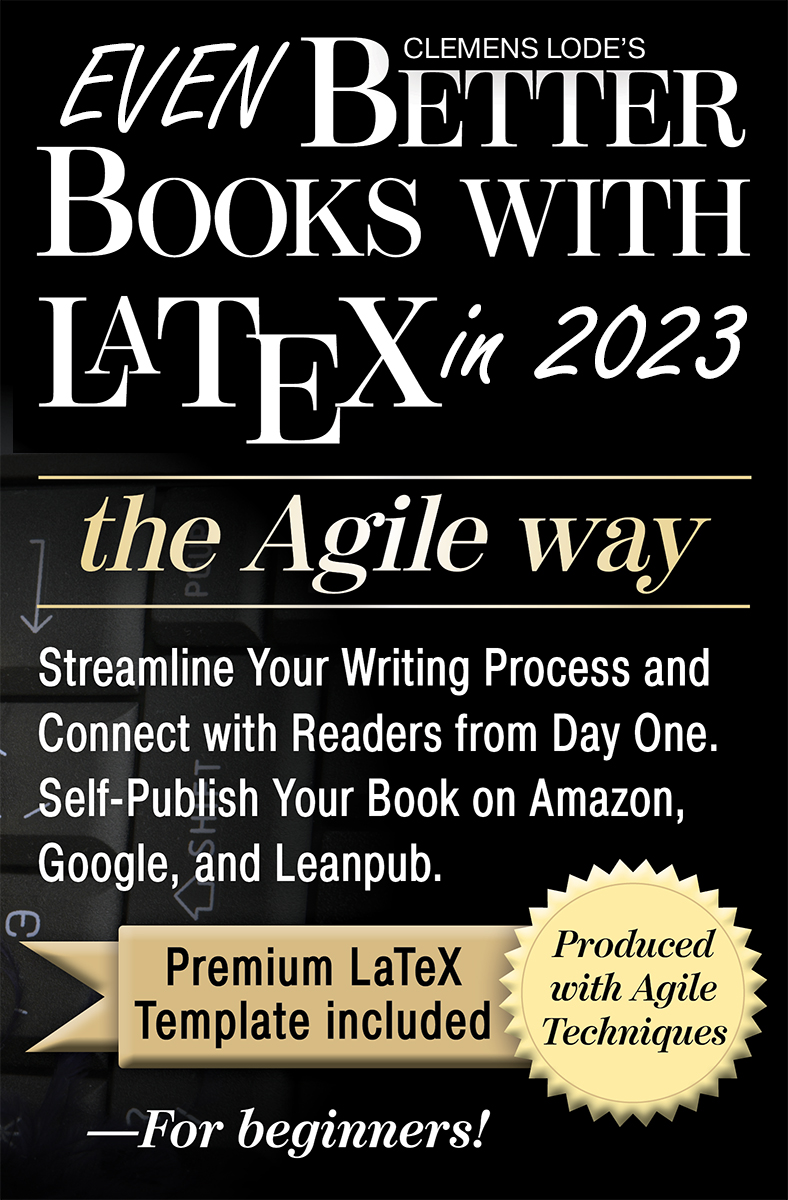 CLEMENS LODE'S
EVEN BETTER
BOOKS WITH
LATEX in 2023
the Agile way
Streamline Your Writing Process and
Connect with Readers from Day One.
Self-Publish Your Book on Amazon,
Google, and Leanpub.
Premium LaTeX
Template included
Produced
with Agile
Techniques
—For beginners!
PGUP
SHIFT